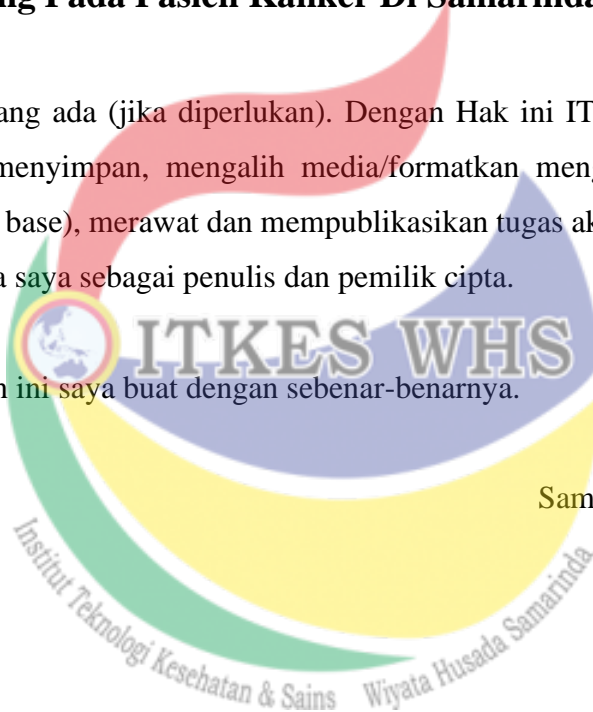 ng Pada Pasien Kanker Di Samarinda
ang ada (jika diperlukan). Dengan Hak ini IT
menyimpan, mengalih media/formatkan meng
base), merawat dan mempublikasikan tugas ak
a saya sebagai penulis dan pemilik cipta.
ITKES WHS
n ini saya buat dengan sebenar-benarnya.
Sam
Institut Teknologi Kesehatan & Sains Wiyata Husada Samarinda